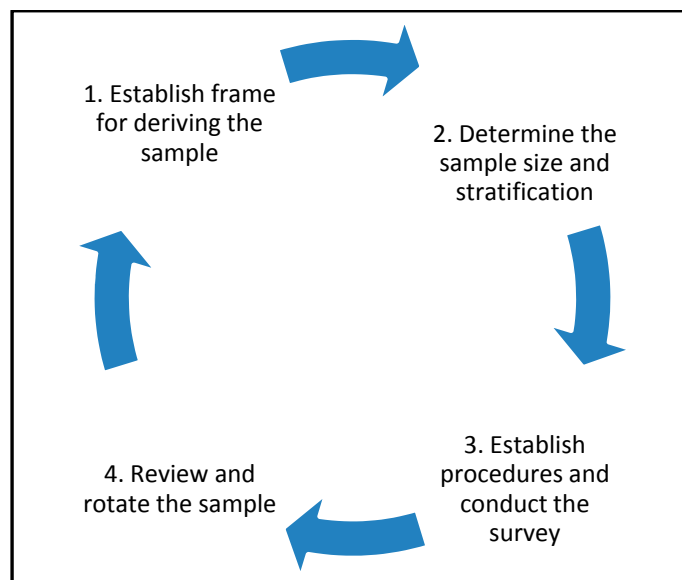 1. Establish frame
for deriving the
sample
2. Determine the
sample size and
stratification
3. Establish
procedures and
conduct the
survey
4. Review and
rotate the sample